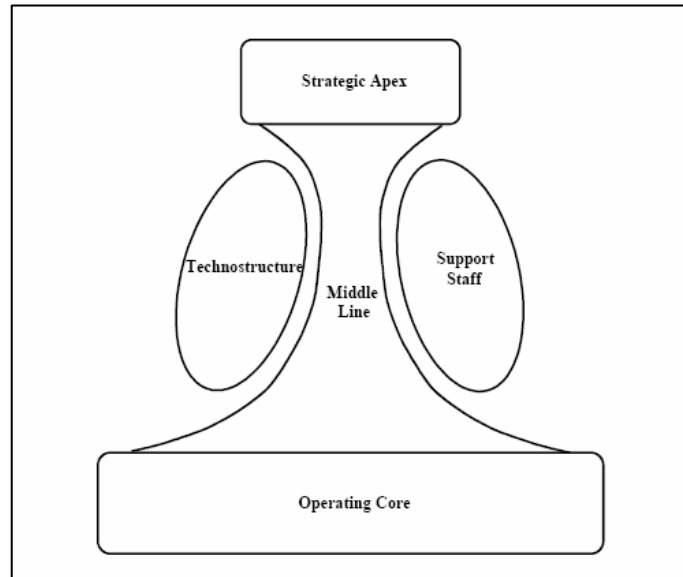 Strategic Apex
Technostructure
Support
Staff
Middle
Line
Operating Core